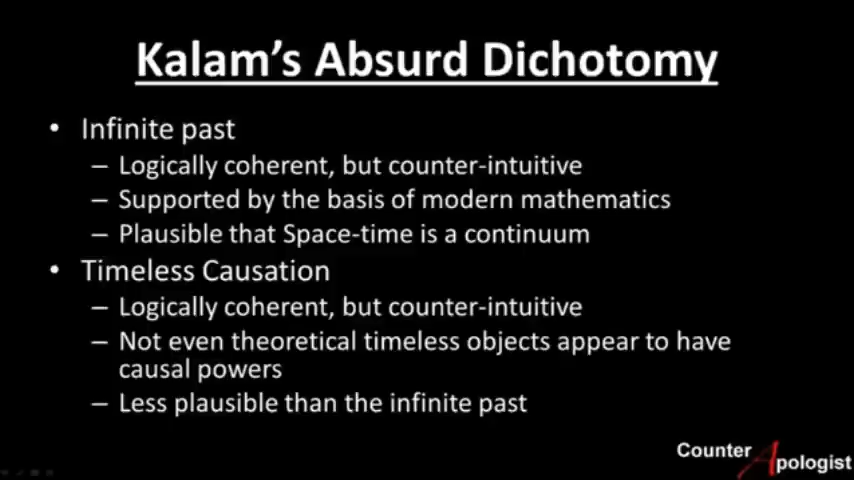 Kalam's Absurd Dichotomy
• Infinite past
– Logically coherent, but counter-intuitive
– Supported by the basis of modern mathematics
– Plausible that Space-time is a continuum
• Timeless Causation
– Logically coherent, but counter-intuitive
– Not even theoretical timeless objects appear to have
causal powers
– Less plausible than the infinite past
Counter
Apologist